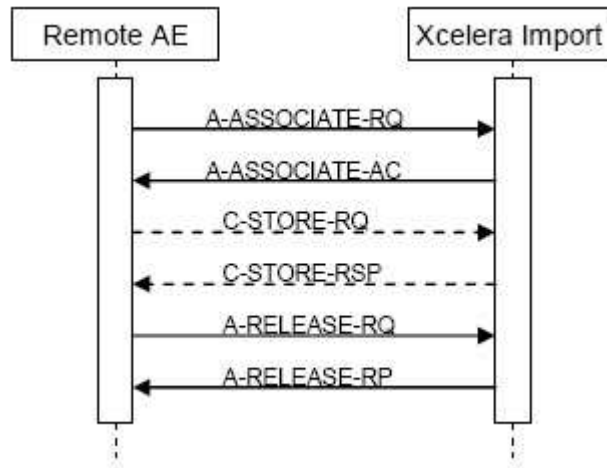 Remote AE
Xcelera Import
A-ASSOCIATE-RQ
A-ASSOCIATE-AC
C-STORE-RQ
C-STORE-RSP
A-RELEASE-RQ
A-RELEASE-RP